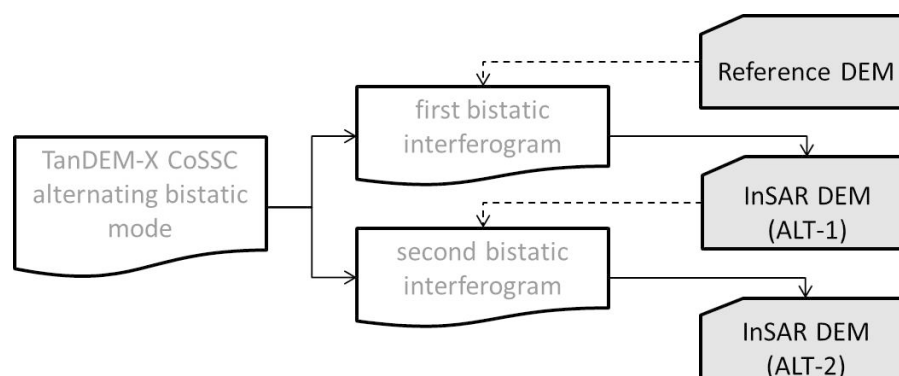 Reference DEM
first bistatic
interferogram
TanDEM-X CoSSC
alternating bistatic
mode
InSAR DEM
(ALT-1)
second bistatic
interferogram
InSAR DEM
(ALT-2)